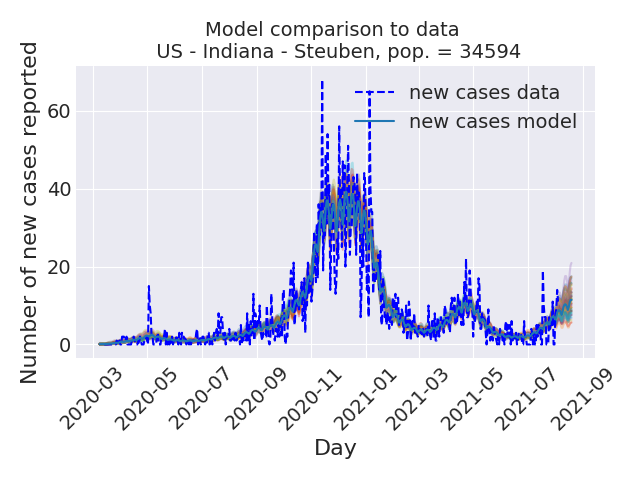 Model comparison to data
US - Indiana - Steuben, pop. = 34594
Number of new cases reported
60
40
20
0
new cases data
new cases model
2020-03
2020-05
2020-07
2020-09
2020-11
2021-01
2021-03
2021-05
2021-07
2021-09
Day